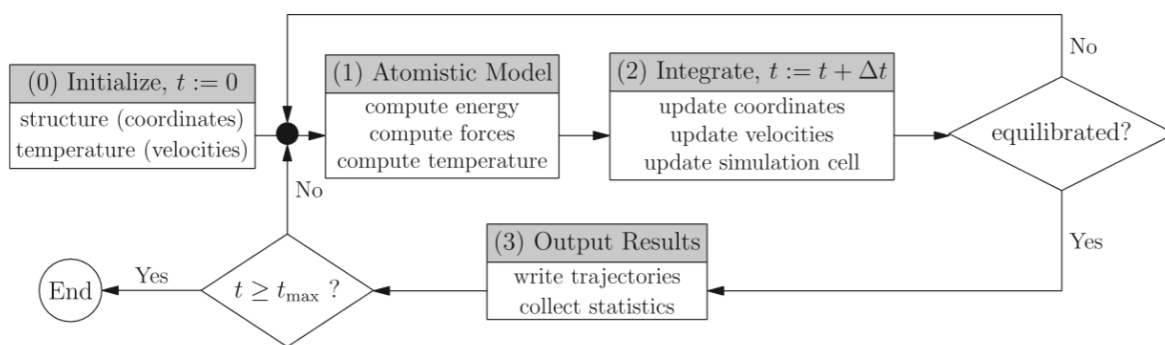 (0) Initialize, t := 0
structure (coordinates)
temperature (velocities)
(1) Atomistic Model
compute energy
compute forces
compute temperature
(2) Integrate, t := t + Δt
update coordinates
update velocities
update simulation cell
equilibrated?
No
Yes
(3) Output Results
write trajectories
collect statistics
t ≥ t_max ?
No
Yes
End